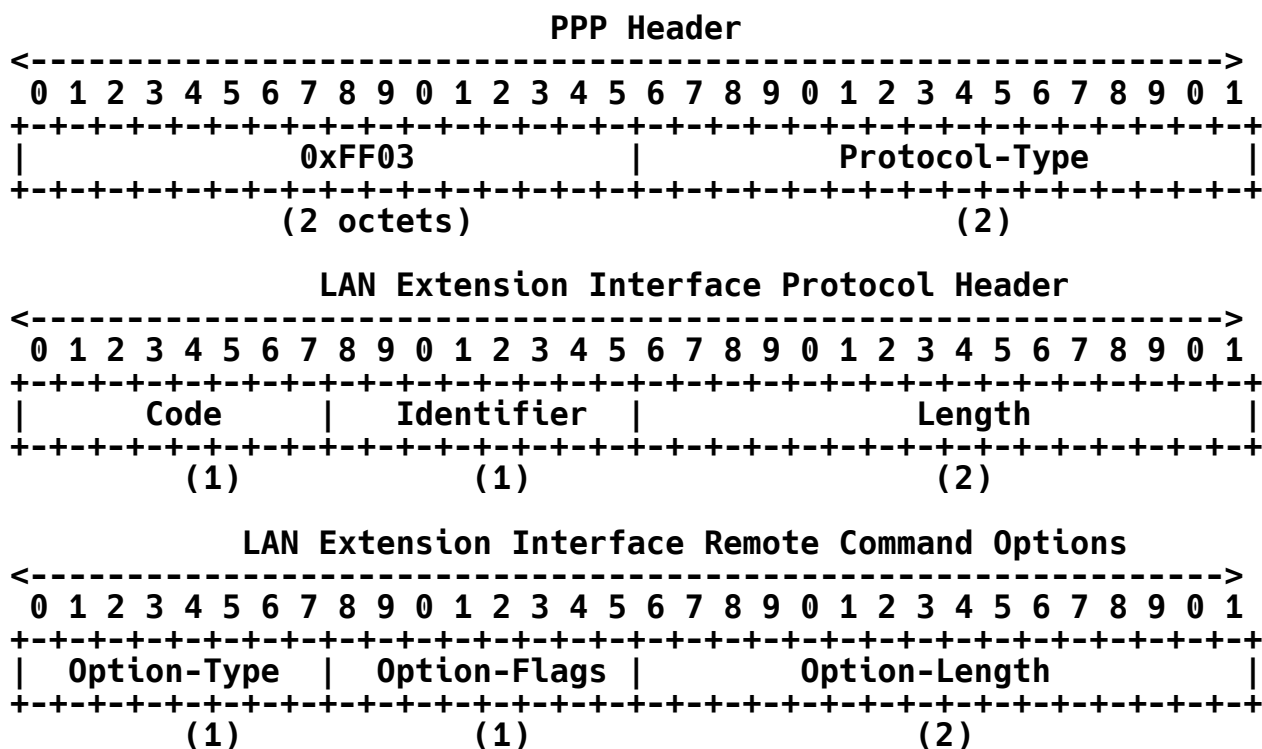 PPP Header
<-------------------------------------------------------------->
 0 1 2 3 4 5 6 7 8 9 0 1 2 3 4 5 6 7 8 9 0 1 2 3 4 5 6 7 8 9 0 1
+-+-+-+-+-+-+-+-+-+-+-+-+-+-+-+-+-+-+-+-+-+-+-+-+-+-+-+-+-+-+-+-+
|              0xFF03           |          Protocol-Type        |
+-+-+-+-+-+-+-+-+-+-+-+-+-+-+-+-+-+-+-+-+-+-+-+-+-+-+-+-+-+-+-+-+
              (2 octets)                         (2)
                LAN Extension Interface Protocol Header
<-------------------------------------------------------------->
 0 1 2 3 4 5 6 7 8 9 0 1 2 3 4 5 6 7 8 9 0 1 2 3 4 5 6 7 8 9 0 1
+-+-+-+-+-+-+-+-+-+-+-+-+-+-+-+-+-+-+-+-+-+-+-+-+-+-+-+-+-+-+-+-+
|      Code     |   Identifier  |              Length           |
+-+-+-+-+-+-+-+-+-+-+-+-+-+-+-+-+-+-+-+-+-+-+-+-+-+-+-+-+-+-+-+-+
         (1)            (1)                     (2)
            LAN Extension Interface Remote Command Options
<-------------------------------------------------------------->
 0 1 2 3 4 5 6 7 8 9 0 1 2 3 4 5 6 7 8 9 0 1 2 3 4 5 6 7 8 9 0 1
+-+-+-+-+-+-+-+-+-+-+-+-+-+-+-+-+-+-+-+-+-+-+-+-+-+-+-+-+-+-+-+-+
|  Option-Type  |  Option-Flags |        Option-Length          |
+-+-+-+-+-+-+-+-+-+-+-+-+-+-+-+-+-+-+-+-+-+-+-+-+-+-+-+-+-+-+-+-+
         (1)            (1)                    (2)